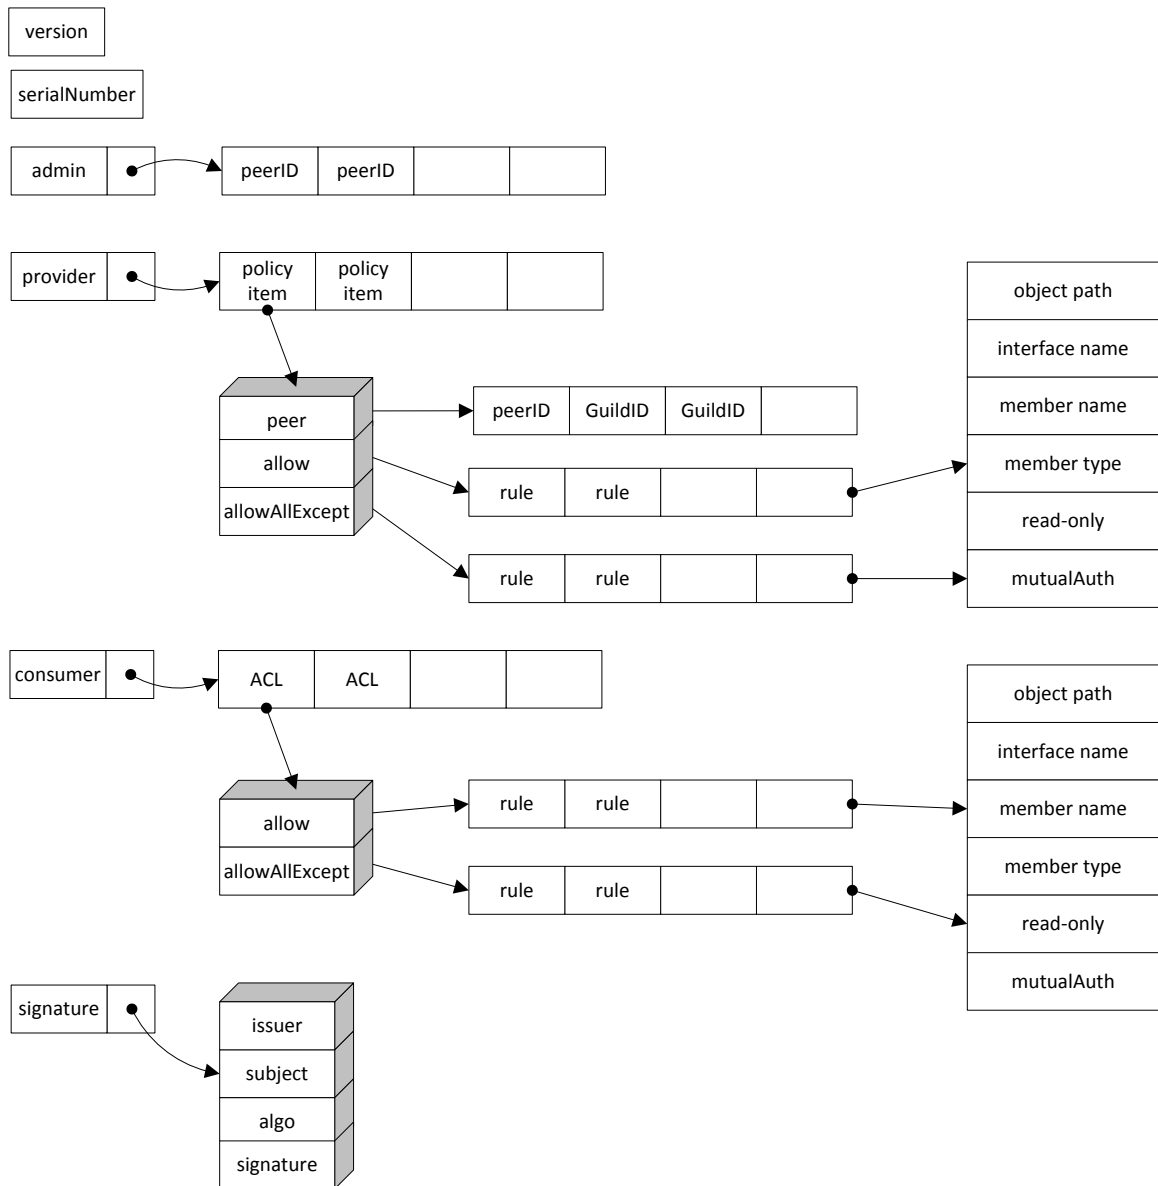 version
serialNumber
admin
peerID peerID
provider
policy item policy item
object path
interface name
member name
member type
read-only
mutualAuth
peer
allow
allowAllExcept
peerID GuildID GuildID
rule rule
rule rule
consumer
ACL ACL
object path
interface name
member name
member type
read-only
mutualAuth
allow
allowAllExcept
rule rule
rule rule
signature
issuer
subject
algo
signature